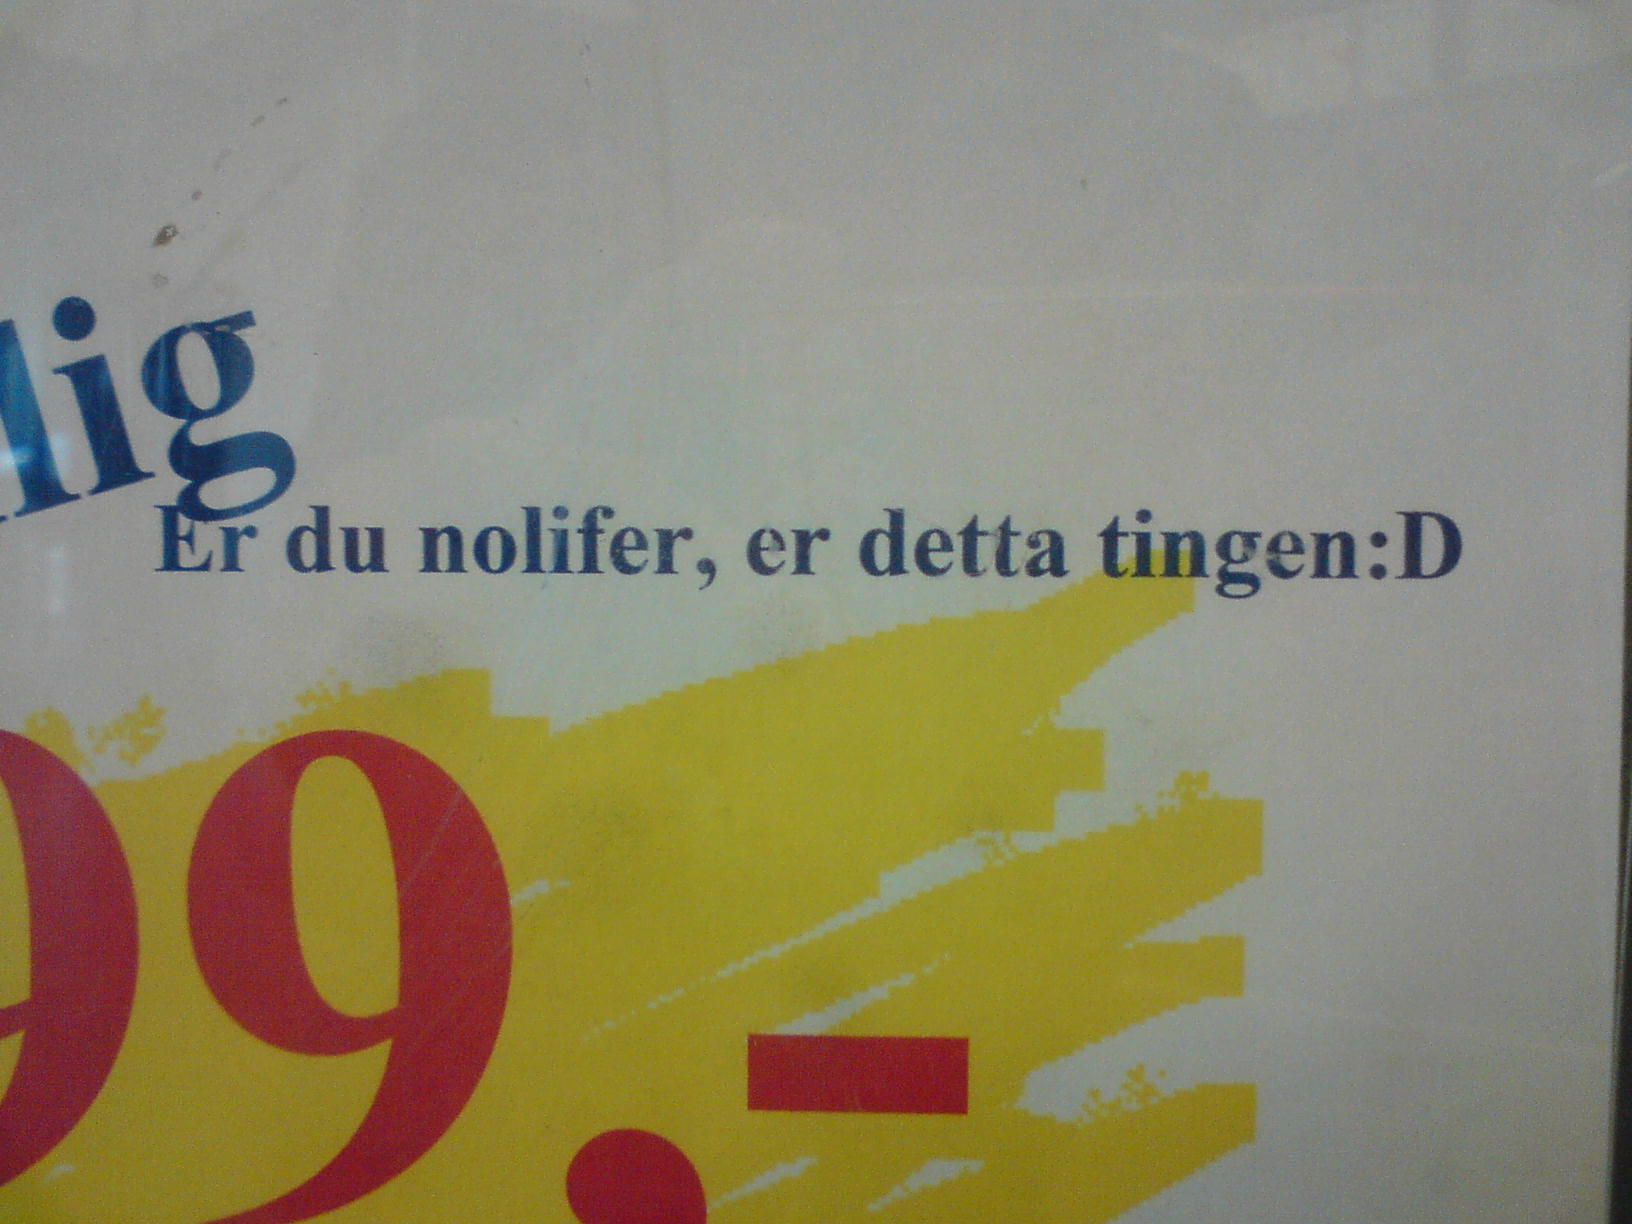 lig
Er du nolifer, er detta tingen:D
99.-